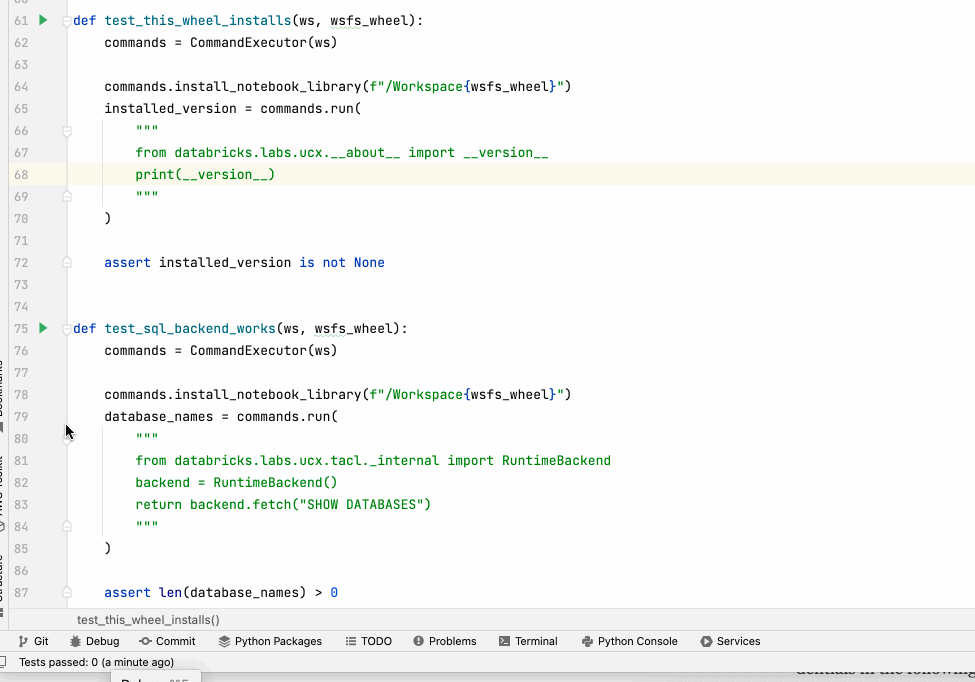 61 def test_this_wheel_installs(ws, wsfs_wheel):
62 commands = CommandExecutor(ws)
63
64 commands.install_notebook_library(f"/Workspace{wsfs_wheel}")
65 installed_version = commands.run(
66 """
67 from databricks.labs.ucx.__about__ import __version__
68 print(__version__)
69 """
70 )
71
72 assert installed_version is not None
73
74
75 def test_sql_backend_works(ws, wsfs_wheel):
76 commands = CommandExecutor(ws)
77
78 commands.install_notebook_library(f"/Workspace{wsfs_wheel}")
79 database_names = commands.run(
80 """
81 from databricks.labs.ucx.tacl._internal import RuntimeBackend
82 backend = RuntimeBackend()
83 return backend.fetch("SHOW DATABASES")
84 """
85 )
86
87 assert len(database_names) > 0
test_this_wheel_installs()
Git Debug Commit Python Packages TODO Problems Terminal Python Console Services
Tests passed: 0 (a minute ago)